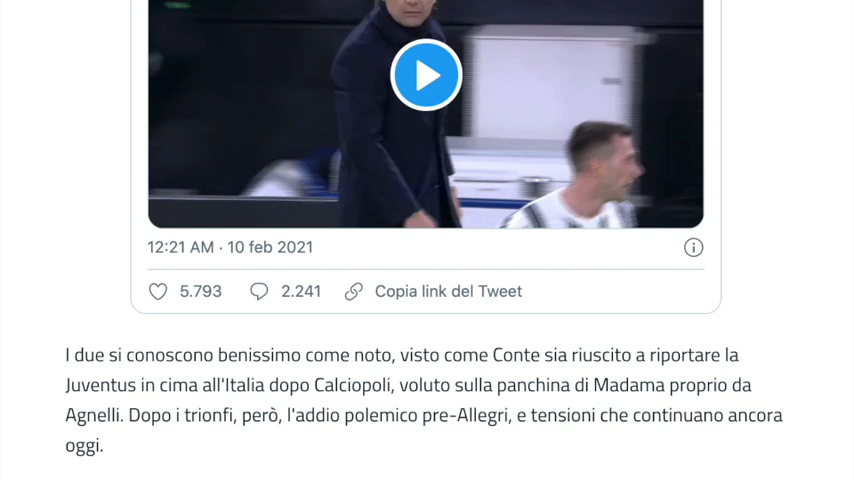 12:21 AM · 10 feb 2021
5.793 2.241 Copia link del Tweet
I due si conoscono benissimo come noto, visto come Conte sia riuscito a riportare la
Juventus in cima all'Italia dopo Calciopoli, voluto sulla panchina di Madama proprio da
Agnelli. Dopo i trionfi, però, l'addio polemico pre-Allegri, e tensioni che continuano ancora
oggi.